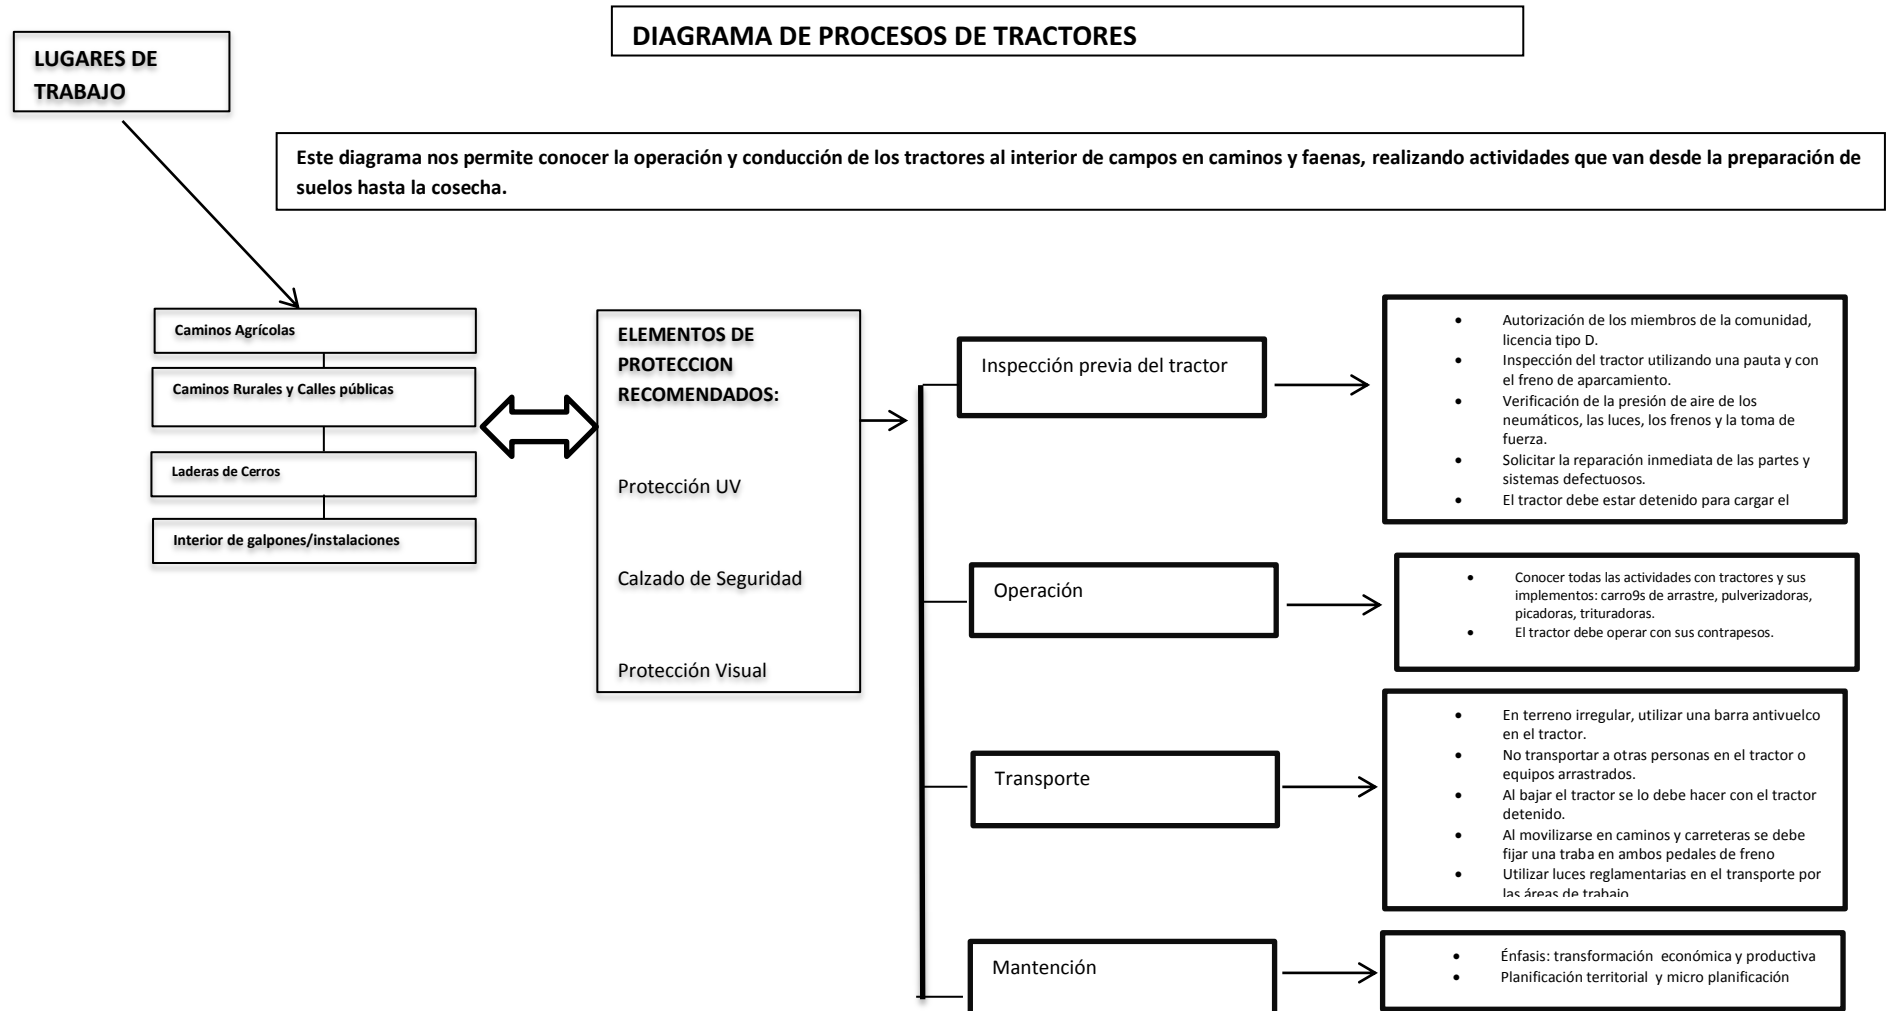 DIAGRAMA DE PROCESOS DE TRACTORES
LUGARES DE
TRABAJO
Este diagrama nos permite conocer la operación y conducción de los tractores al interior de campos en caminos y faenas, realizando actividades que van desde la preparación de
suelos hasta la cosecha.
Caminos Agrícolas
Caminos Rurales y Calles públicas
Laderas de Cerros
Interior de galpones/instalaciones
ELEMENTOS DE
PROTECCION
RECOMENDADOS:
Protección UV
Calzado de Seguridad
Protección Visual
Inspección previa del tractor
• Autorización de los miembros de la comunidad,
licencia tipo D.
• Inspección del tractor utilizando una pauta y con
el freno de aparcamiento.
• Verificación de la presión de aire de los
neumáticos, las luces, los frenos y la toma de
fuerza.
• Solicitar la reparación inmediata de las partes y
sistemas defectuosos.
• El tractor debe estar detenido para cargar el
Operación
• Conocer todas las actividades con tractores y sus
implementos: carro9s de arrastre, pulverizadoras,
picadoras, trituradoras.
• El tractor debe operar con sus contrapesos.
Transporte
• En terreno irregular, utilizar una barra antivuelco
en el tractor.
• No transportar a otras personas en el tractor o
equipos arrastrados.
• Al bajar el tractor se lo debe hacer con el tractor
detenido.
• Al movilizarse en caminos y carreteras se debe
fijar una traba en ambos pedales de freno
• Utilizar luces reglamentarias en el transporte por
las áreas de trabajo
Mantención
• Énfasis: transformación económica y productiva
• Planificación territorial y micro planificación